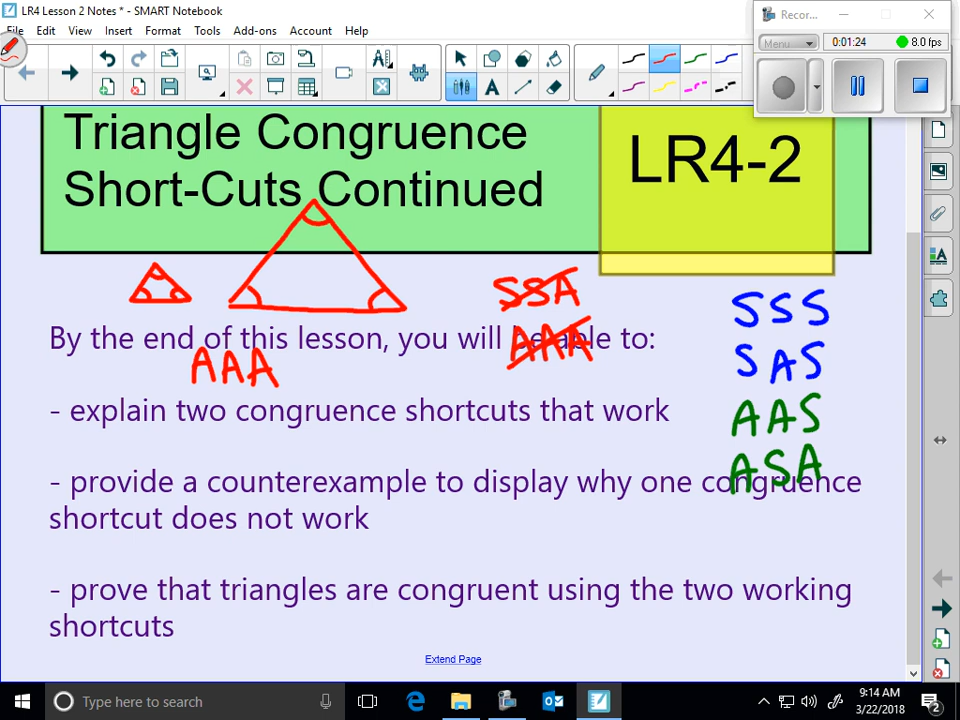 LR4 Lesson 2 Notes * - SMART Notebook
Recor...
File Edit View Insert Format Tools Add-ons Account Help
Menu
0:01:24
8.0 fps
A
Triangle Congruence
Short-Cuts Continued
LR4-2
SSA
SSS
By the end of this lesson, you will be able to:
AAA
AAA
SAS
- explain two congruence shortcuts that work
AAS
ASA
- provide a counterexample to display why one congruence
shortcut does not work
- prove that triangles are congruent using the two working
shortcuts
Extend Page
Type here to search
9:14 AM
3/22/2018
2